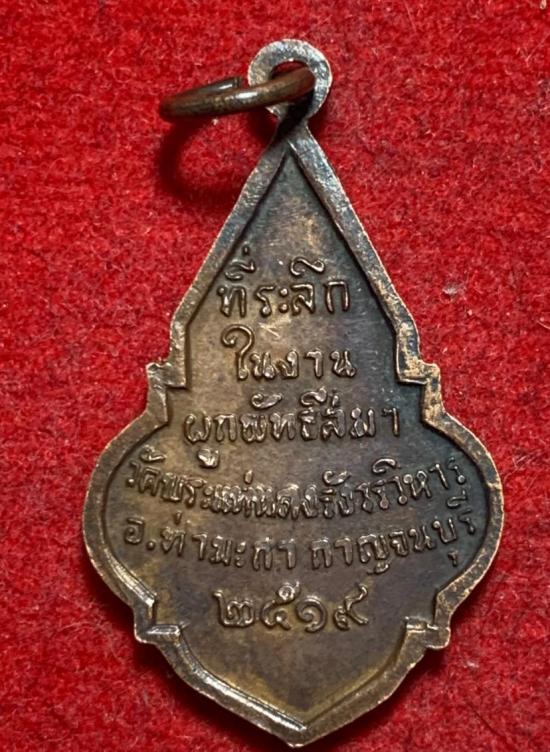 ที่ระลึก
ในงาน
ผูกพัทธสีมา
วัดพระแท่นดงรังวรวิหาร
อ.ท่ามะกา กาญจนบุรี
๒๕๑๙